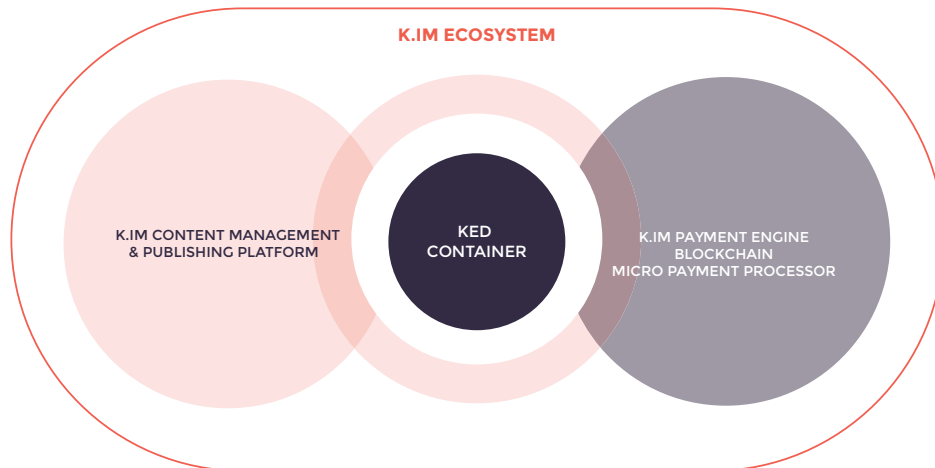 K.IM ECOSYSTEM
K.IM CONTENT MANAGEMENT
& PUBLISHING PLATFORM
KED
CONTAINER
K.IM PAYMENT ENGINE
BLOCKCHAIN
MICRO PAYMENT PROCESSOR